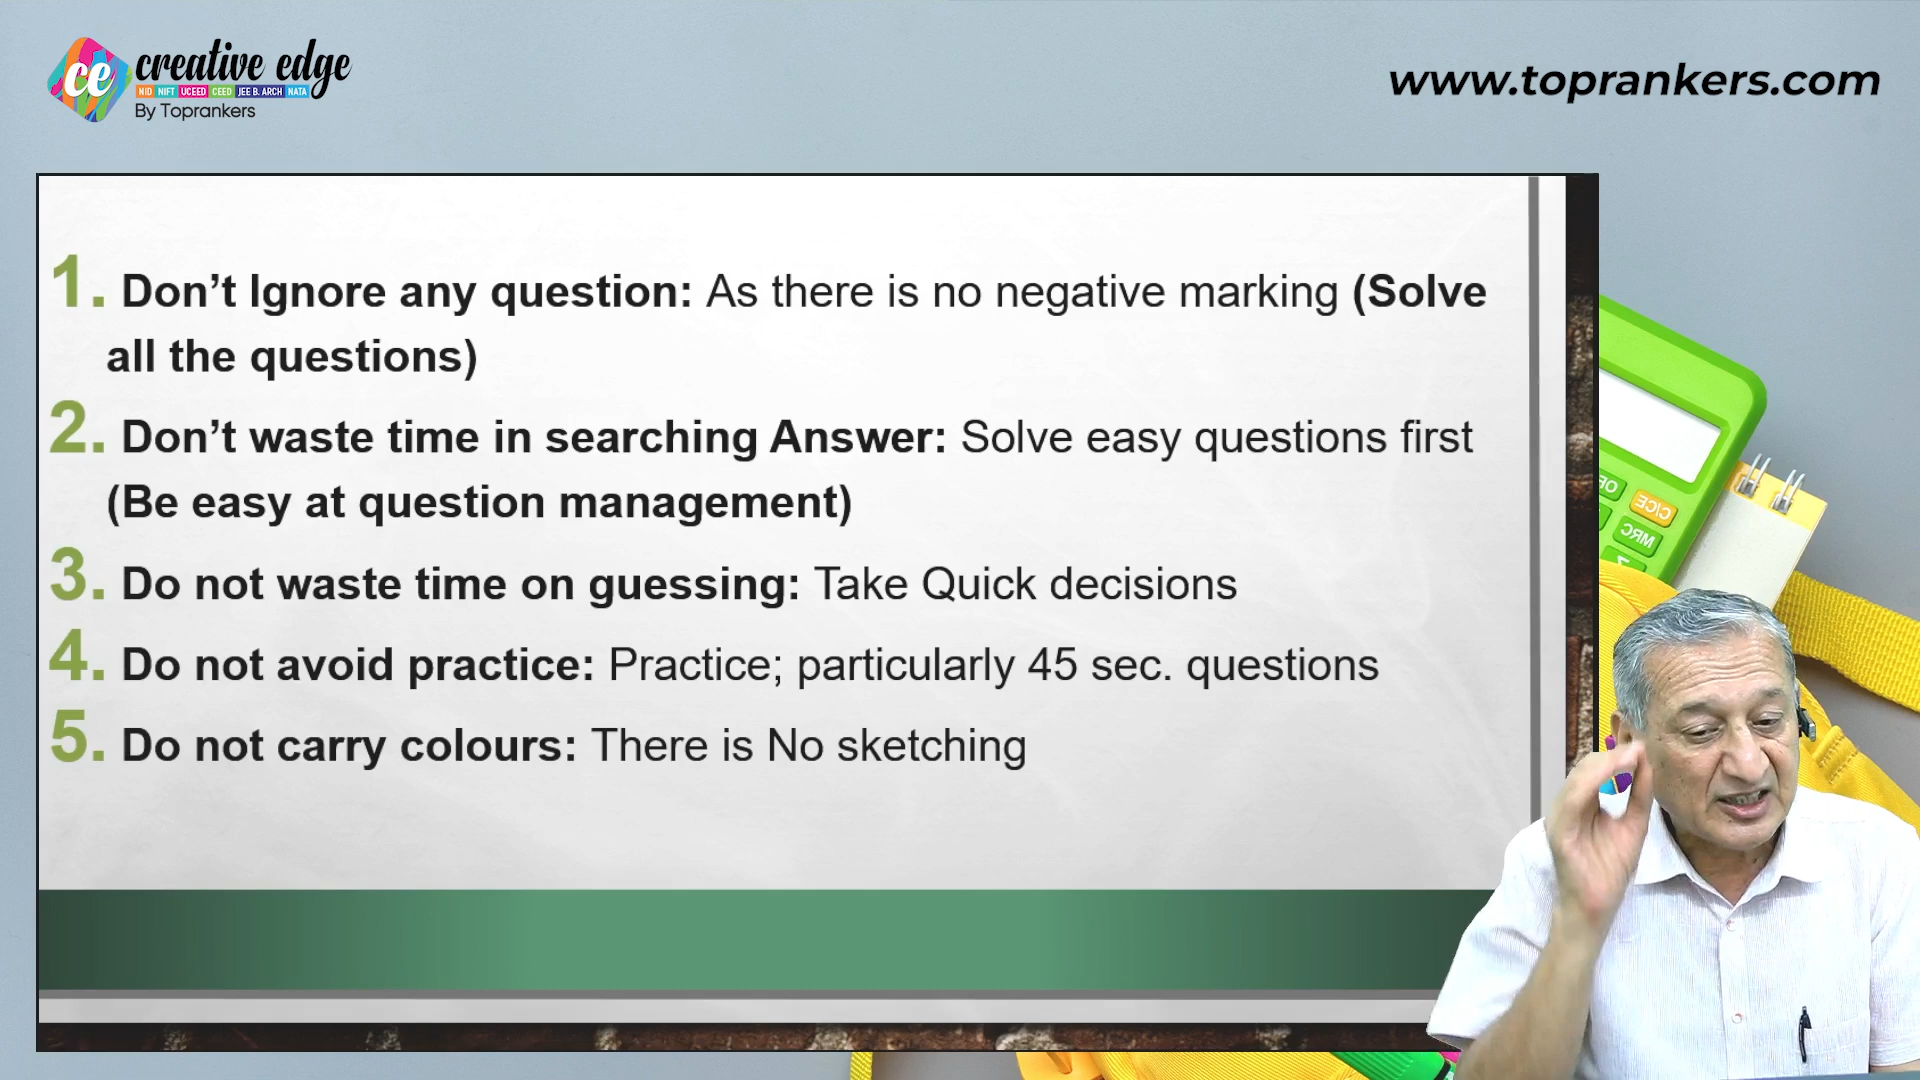 ce creative edge
NID NIFT UCEED CEED JEE B. ARCH NATA
By Toprankers
www.toprankers.com
1. Don’t Ignore any question: As there is no negative marking (Solve
all the questions)
2. Don’t waste time in searching Answer: Solve easy questions first
(Be easy at question management)
3. Do not waste time on guessing: Take Quick decisions
4. Do not avoid practice: Practice; particularly 45 sec. questions
5. Do not carry colours: There is No sketching
C/CE
MRC